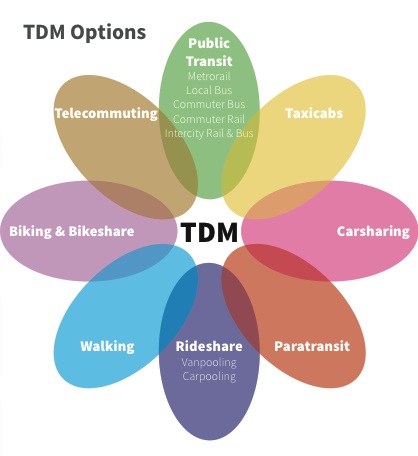 TDM Options
Public
Transit
Metrorail
Local Bus
Commuter Bus
Commuter Rail
Intercity Rail & Bus
Telecommuting
Taxicabs
Biking & Bikeshare
TDM
Carsharing
Walking
Rideshare
Vanpooling
Carpooling
Paratransit